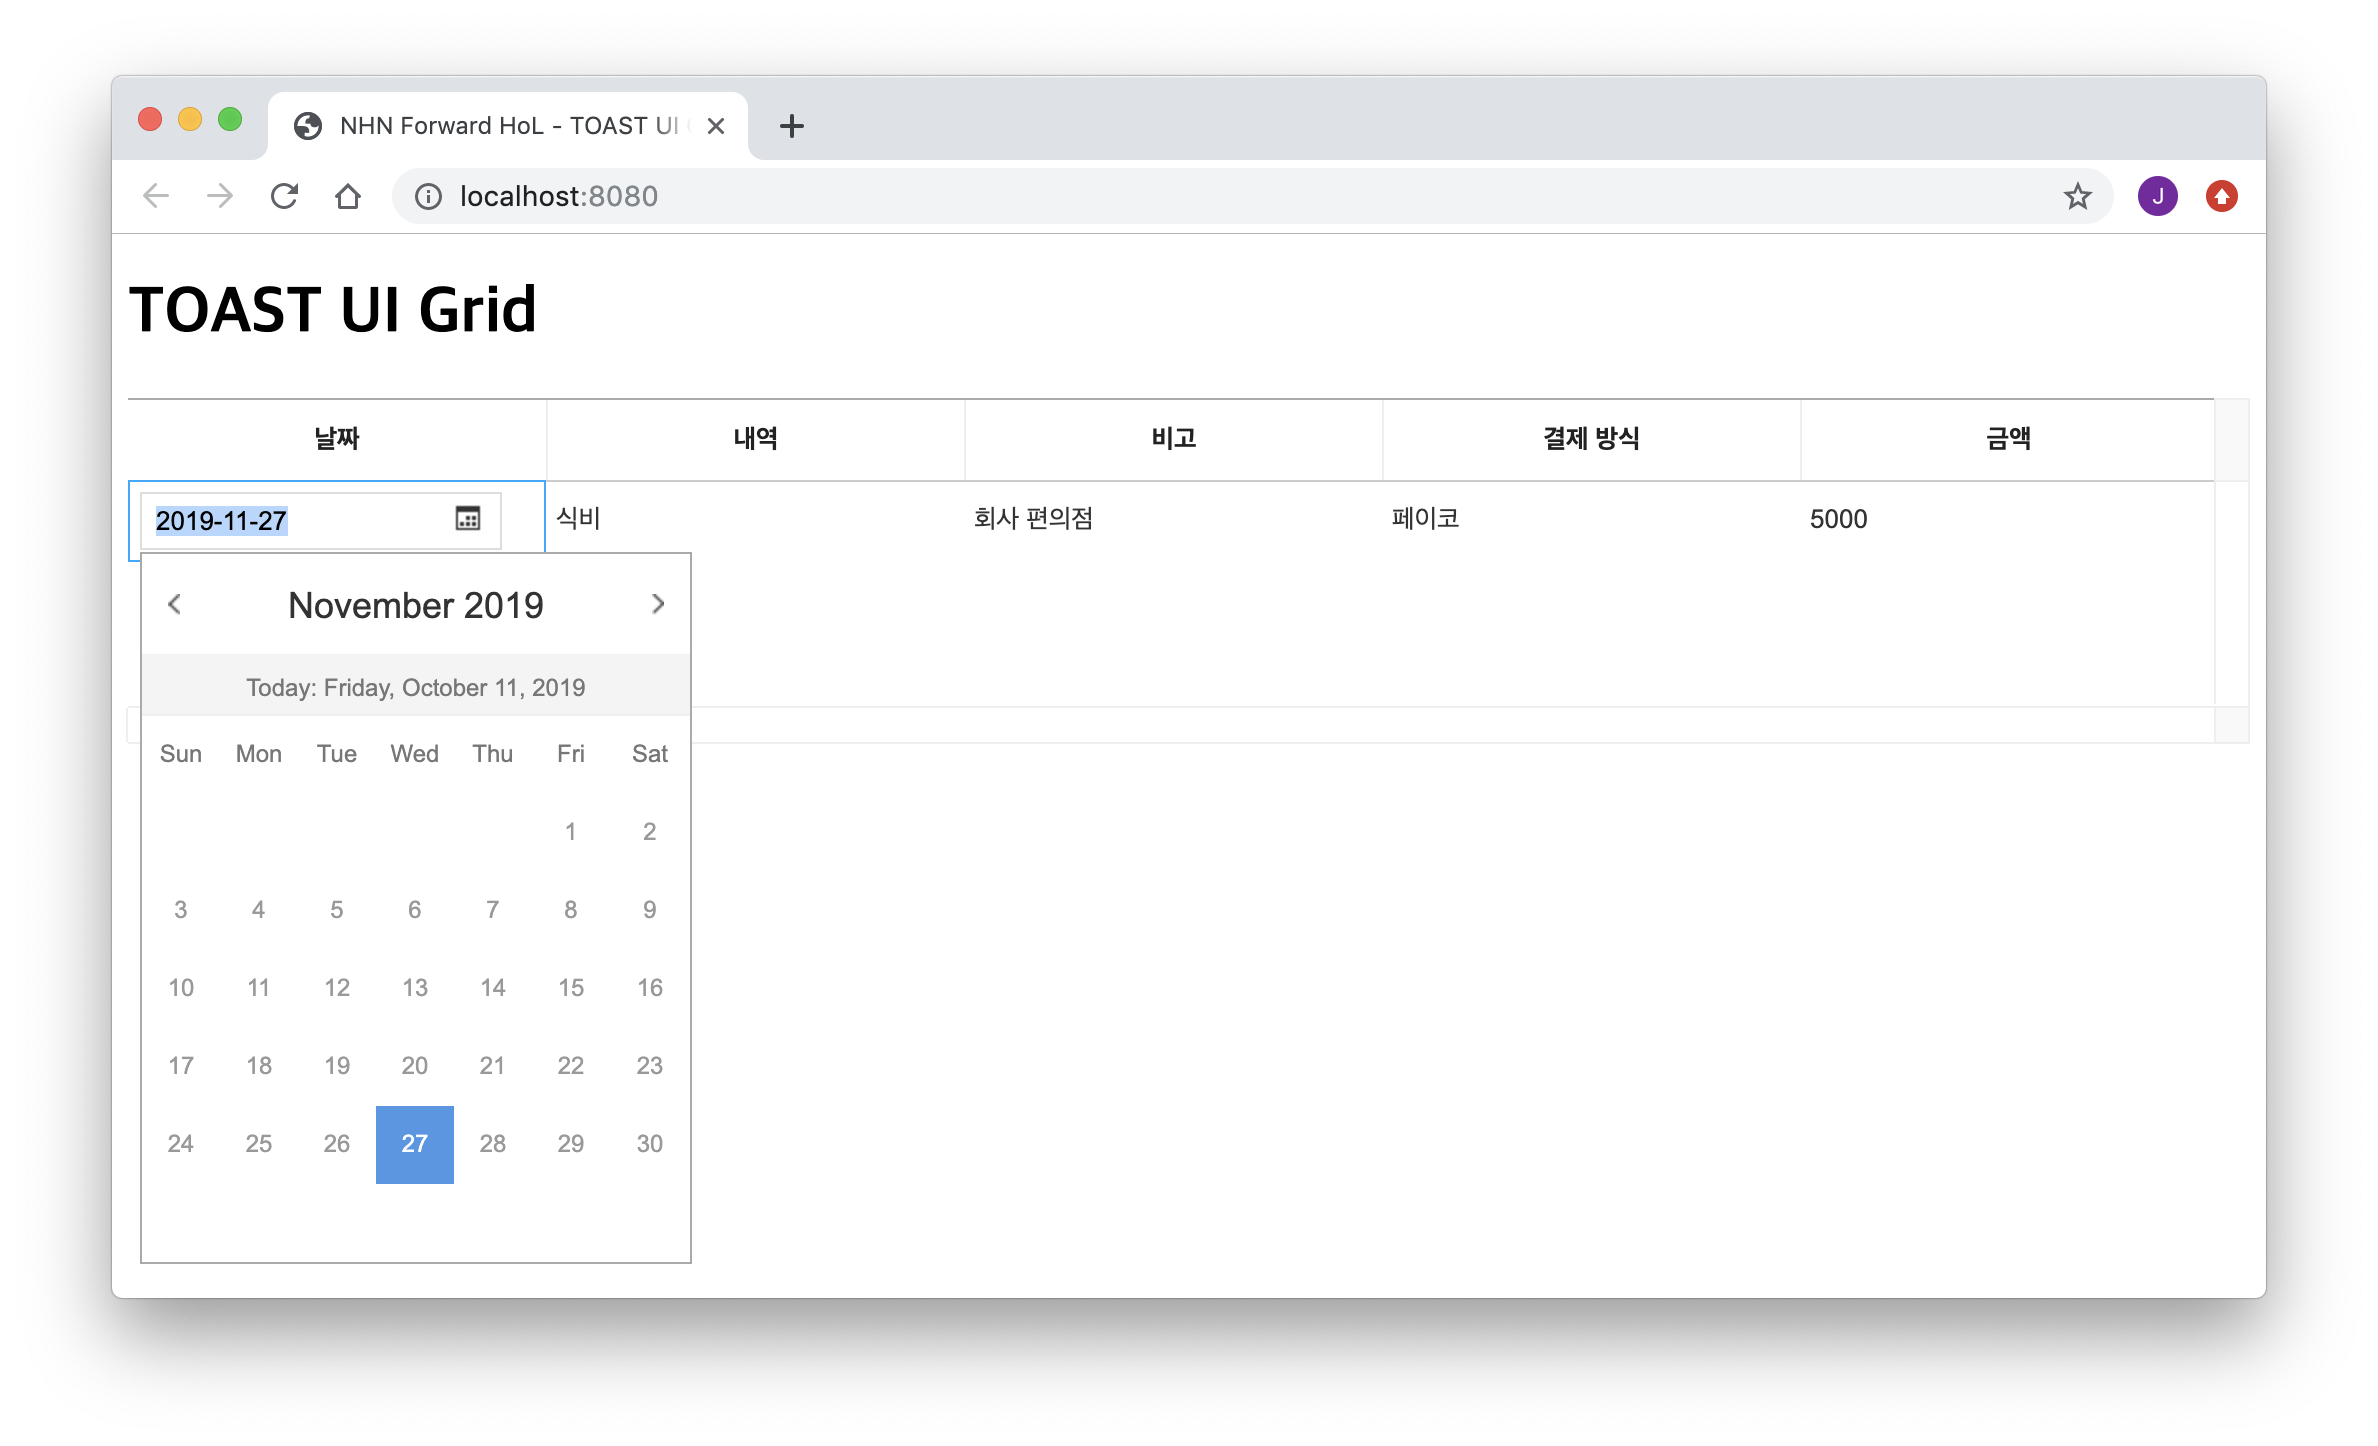 NHN Forward HoL - TOAST UI
localhost:8080
J
TOAST UI Grid
날짜 내역 비고 결제 방식 금액
2019-11-27 식비 회사 편의점 페이코 5000
November 2019
Today: Friday, October 11, 2019
Sun Mon Tue Wed Thu Fri Sat
1 2
3 4 5 6 7 8 9
10 11 12 13 14 15 16
17 18 19 20 21 22 23
24 25 26 27 28 29 30